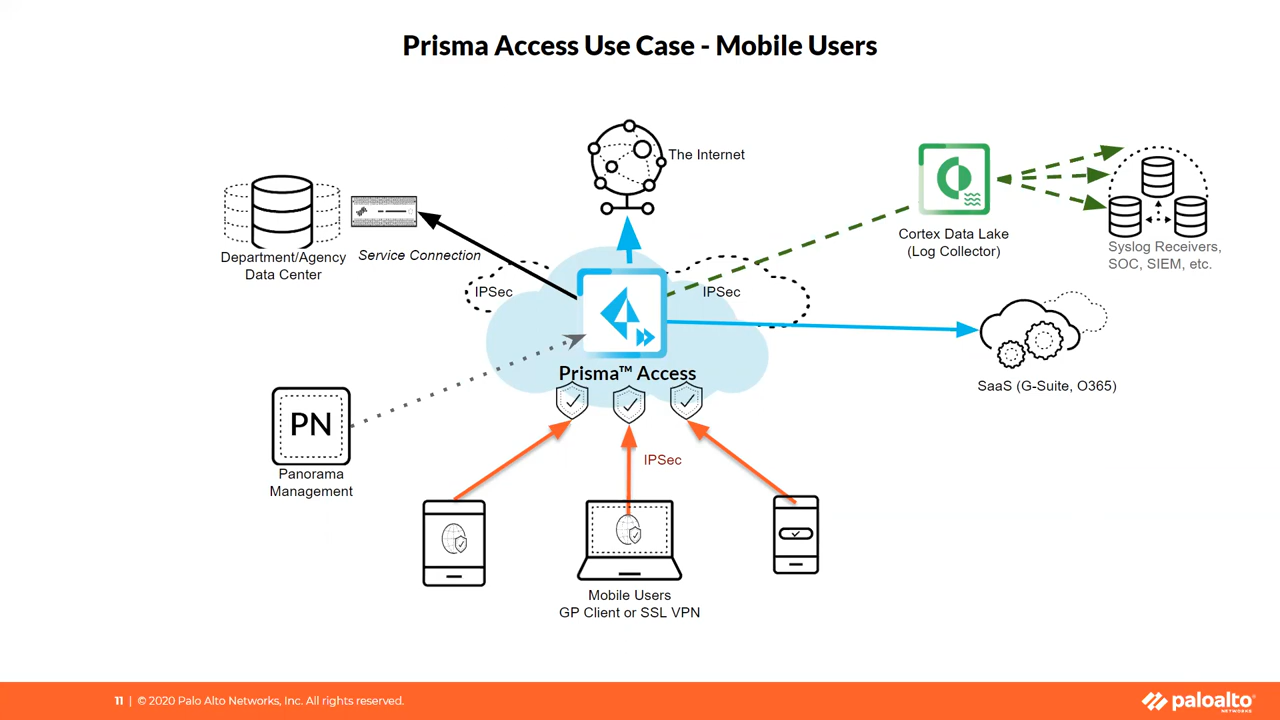 Prisma Access Use Case - Mobile Users
The Internet
Department/Agency
Data Center
Service Connection
Cortex Data Lake
(Log Collector)
Syslog Receivers,
SOC, SIEM, etc.
IPSec
IPSec
Prisma™ Access
SaaS (G-Suite, O365)
PN
Panorama
Management
IPSec
Mobile Users
GP Client or SSL VPN
11 | © 2020 Palo Alto Networks, Inc. All rights reserved.
paloalto®
NETWORKS